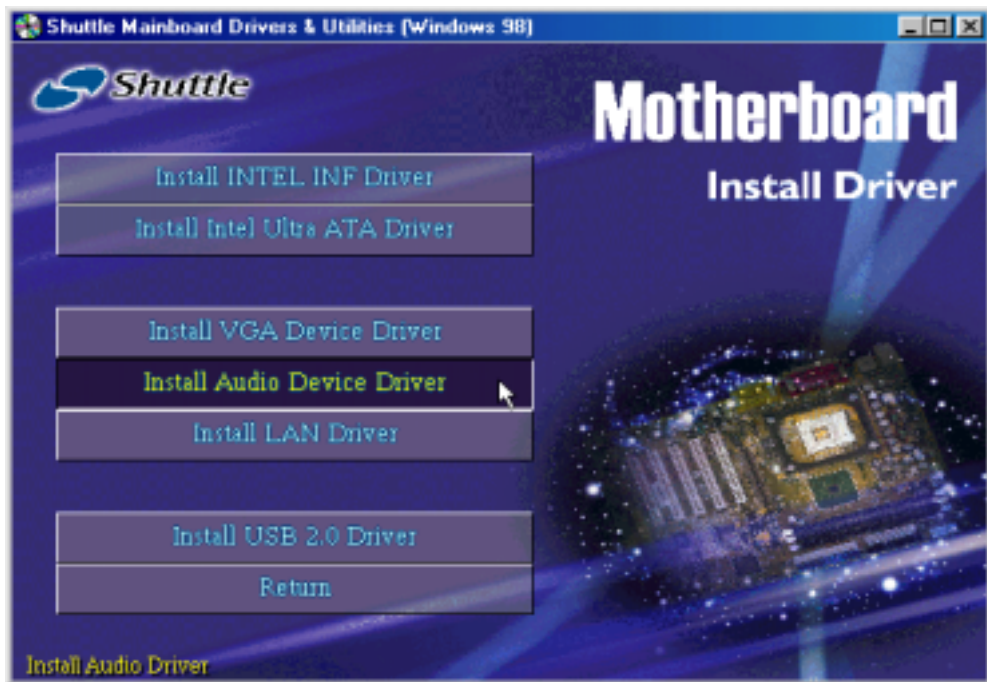 Shuttle Mainboard Drivers & Utilities (Windows 98)
Shuttle
Motherboard
Install Driver
Install INTEL INF Driver
Install Intel Ultra ATA Driver
Install VGA Device Driver
Install Audio Device Driver
Install LAN Driver
Install USB 2.0 Driver
Return
Install Audio Driver